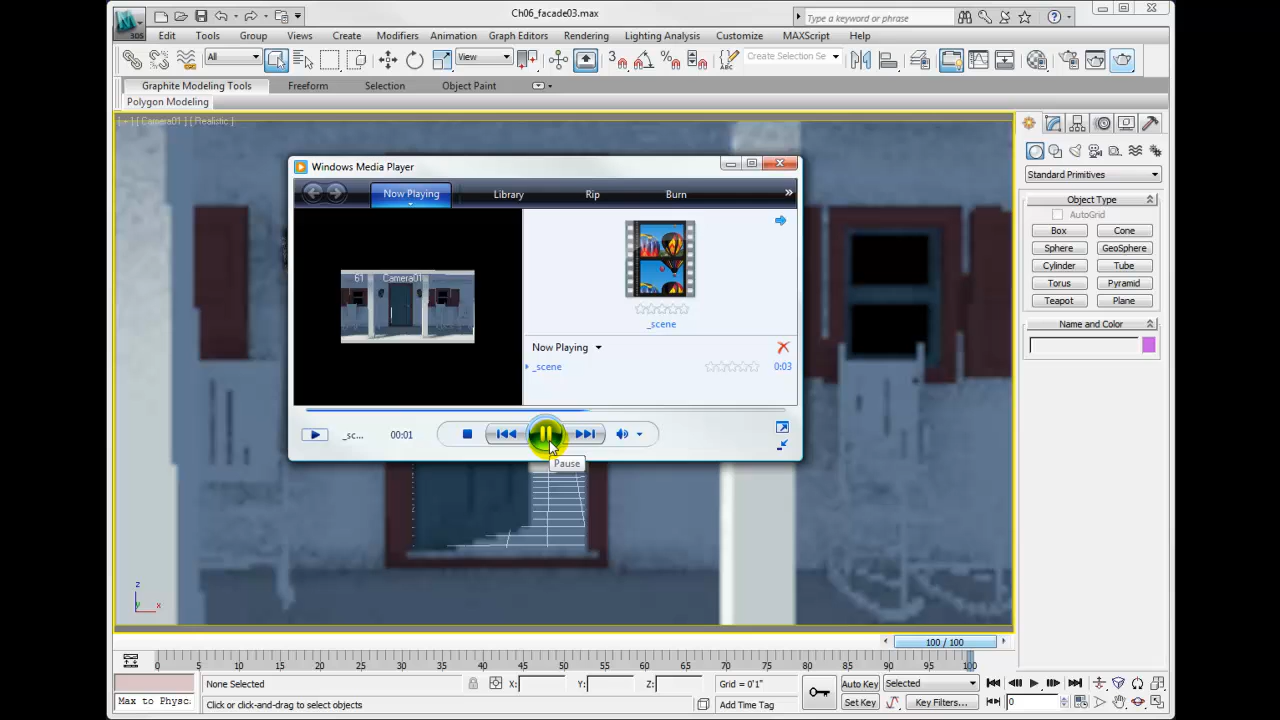 Ch06_facade03.max
Type a keyword or phrase
3DS
Edit Tools Group Views Create Modifiers Animation Graph Editors Rendering Lighting Analysis Customize MAXScript Help
All
View
3
Create Selection Se
Graphite Modeling Tools Freeform Selection Object Paint
Polygon Modeling
[ + ] [ Camera01 ] [ Realistic ]
Windows Media Player
Now Playing Library Rip Burn »
61 Camera01
_scene
Now Playing
_scene 0:03
_sc... 00:01
Pause
Standard Primitives
Object Type
AutoGrid
Box Cone
Sphere GeoSphere
Cylinder Tube
Torus Pyramid
Teapot Plane
Name and Color
z
y x
100 / 100
0 5 10 15 20 25 30 35 40 45 50 55 60 65 70 75 80 85 90 95 100
None Selected X: Y: Z: Grid = 0'1" Auto Key Selected
Max to Physc: Click or click-and-drag to select objects Add Time Tag Set Key Key Filters... 0